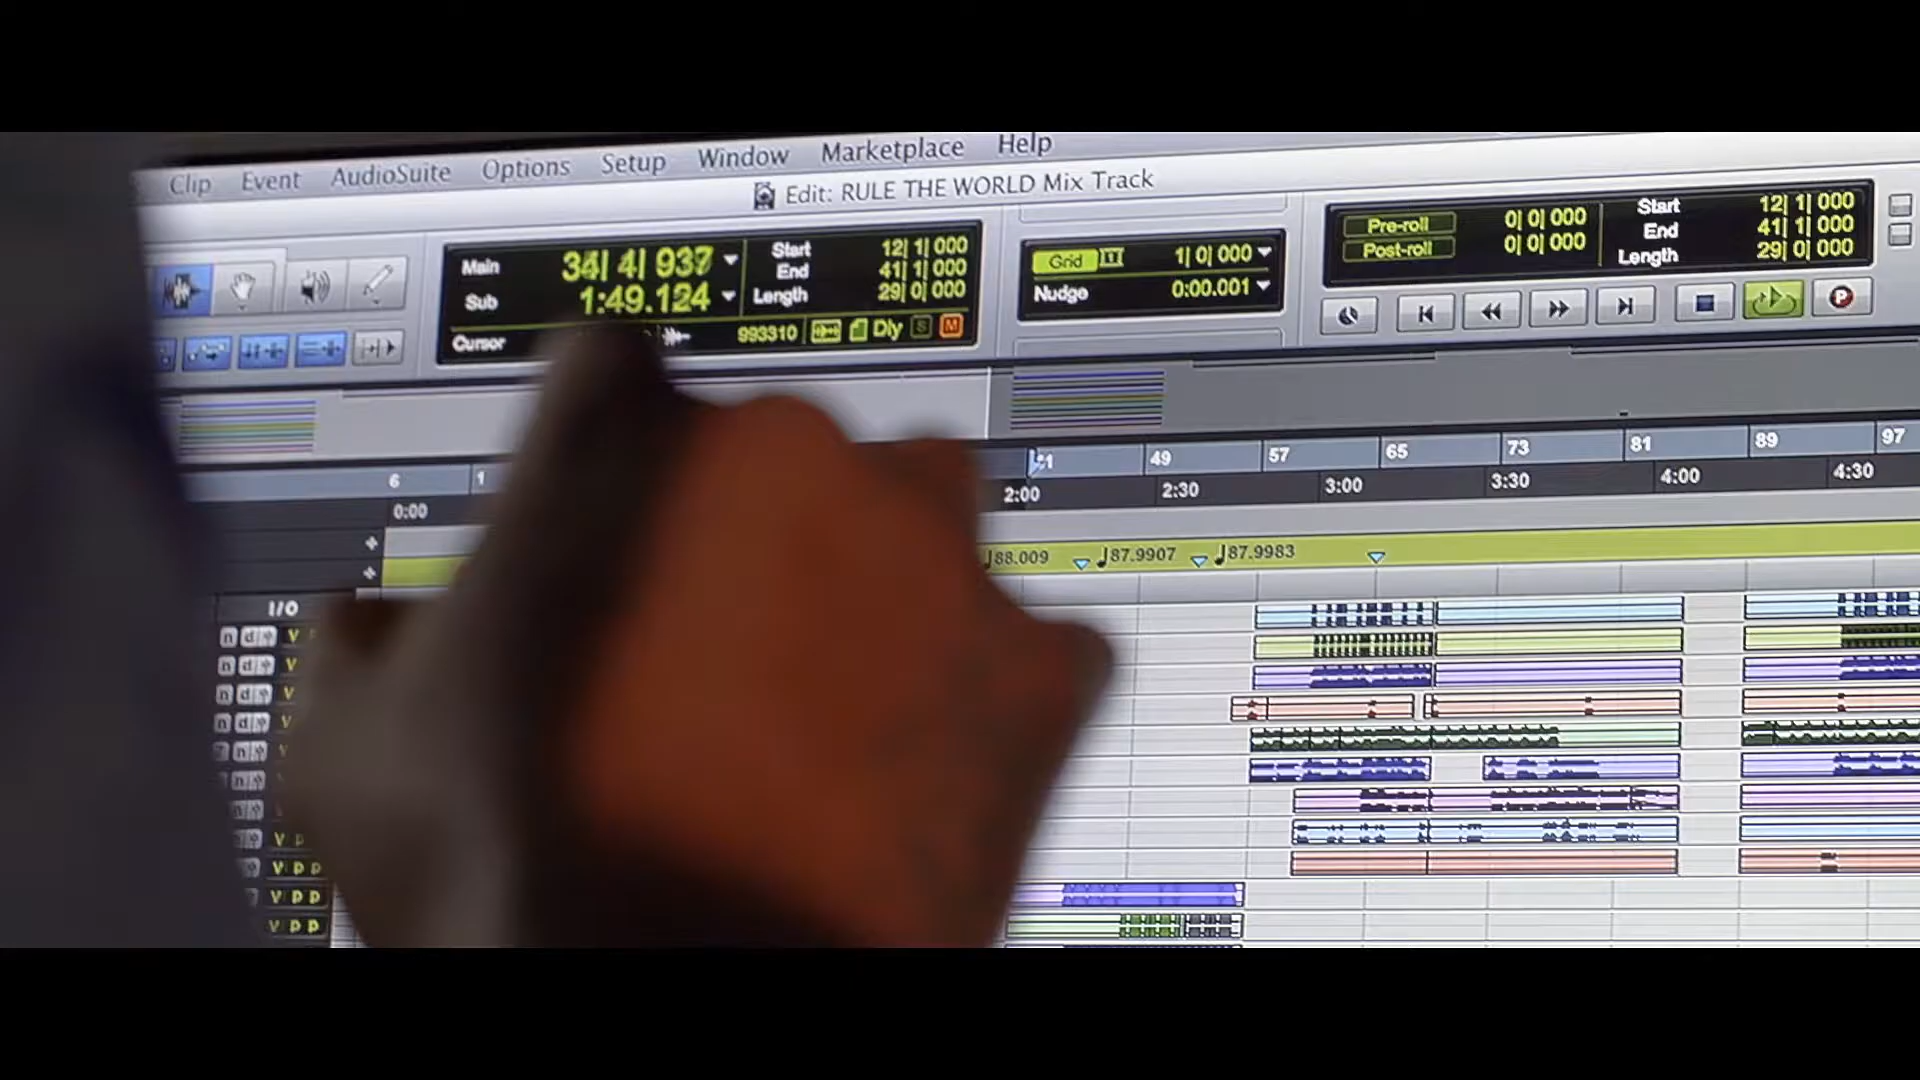 Clip Event AudioSuite Options Setup Window Marketplace Help
Edit: RULE THE WORLD Mix Track
Main 34| 4| 937
Sub 1:49.124
Start 12| 1| 000
End 41| 1| 000
Length 29| 0| 000
Cursor 993310 Dly S M
Grid 1| 0| 000
Nudge 0:00.001
Pre-roll 0| 0| 000
Post-roll 0| 0| 000
Start 12| 1| 000
End 41| 1| 000
Length 29| 0| 000
P
6 1 49 57 65 73 81 89 97
0:00 2:00 2:30 3:00 3:30 4:00 4:30
88.009 87.9907 87.9983
I/O
n d V
n d V
n d V
n d V
n
n
V p
V p p
V p p
V p p